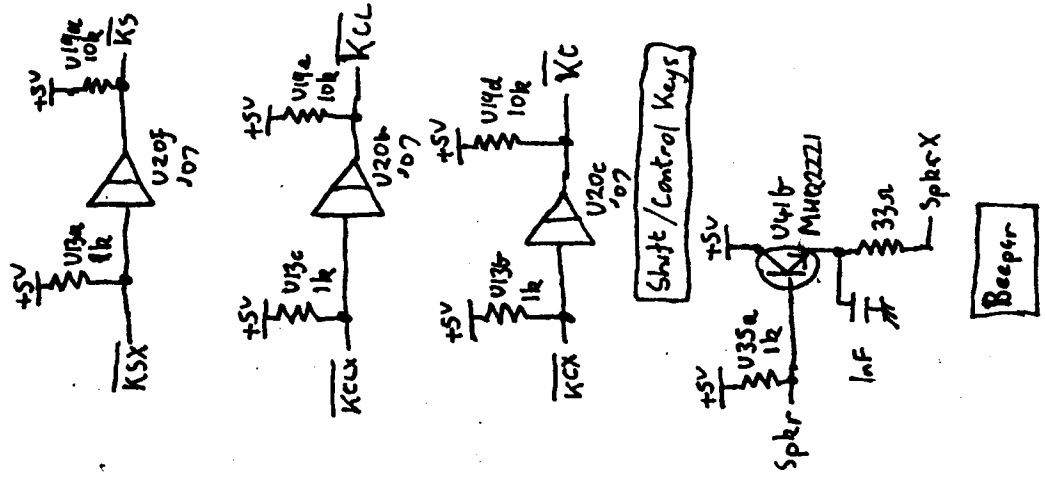 +5V
U13a
1k
KSX
U20f
'07
+5V
U19a
10k
KS
+5V
U13c
1k
KCLX
U20b
'07
+5V
U19e
10k
KCL
+5V
U13b
1k
KCX
U20c
'07
+5V
U19d
10k
KC
Shift/Control Keys
+5V
U35a
1k
Spkr
+5V
U41b
MHQ2221
1nF
33Ω
SpkrX
Beeper